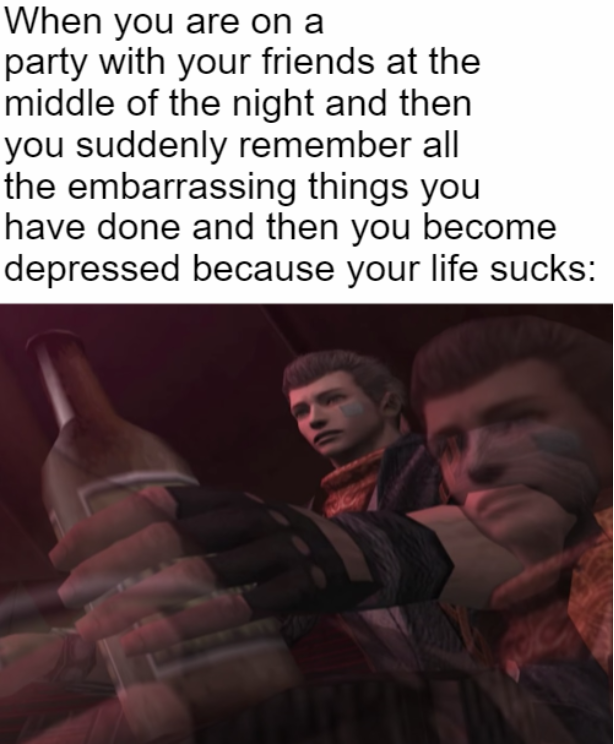 When you are on a
party with your friends at the
middle of the night and then
you suddenly remember all
the embarrassing things you
have done and then you become
depressed because your life sucks: